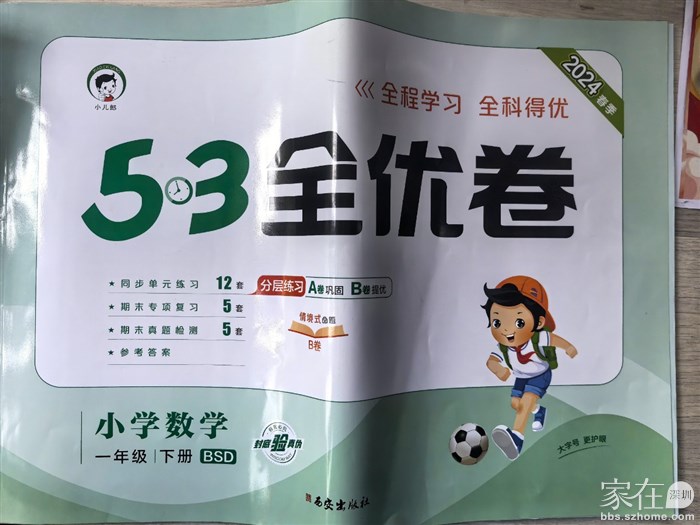 小儿郎
2024春季
<<<全程学习 全科得优
5·3全优卷
★ 同步单元练习 12套
★ 期末专项复习 5套
★ 期末真题检测 5套
★ 参考答案
分层练习 A卷巩固 B卷提优
情境式命题
B卷
小学数学
一年级 下册 BSD
封底验真伪
大字号 更护眼
西安出版社
家在深圳
bbs.szhome.com